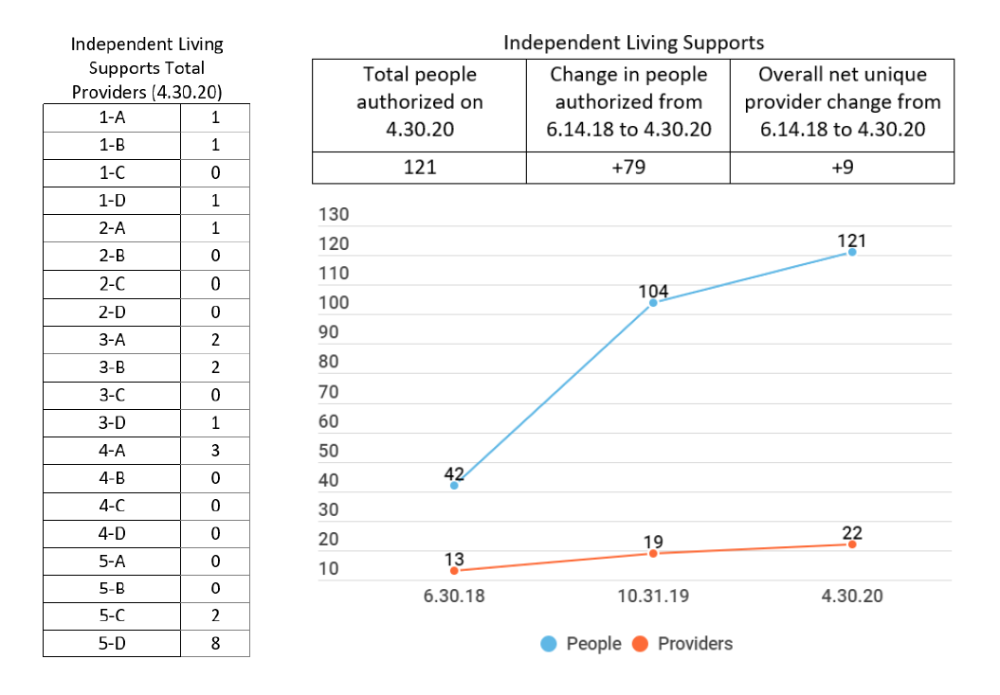 Independent Living
Supports Total
Providers (4.30.20)
1-A 1
1-B 1
1-C 0
1-D 1
2-A 1
2-B 0
2-C 0
2-D 0
3-A 2
3-B 2
3-C 0
3-D 1
4-A 3
4-B 0
4-C 0
4-D 0
5-A 0
5-B 0
5-C 2
5-D 8
Independent Living Supports
Total people
authorized on
4.30.20
Change in people
authorized from
6.14.18 to 4.30.20
Overall net unique
provider change from
6.14.18 to 4.30.20
121
+79
+9
130
120
110
100
90
80
70
60
50
40
30
20
10
42
104
121
13
19
22
6.30.18
10.31.19
4.30.20
People
Providers